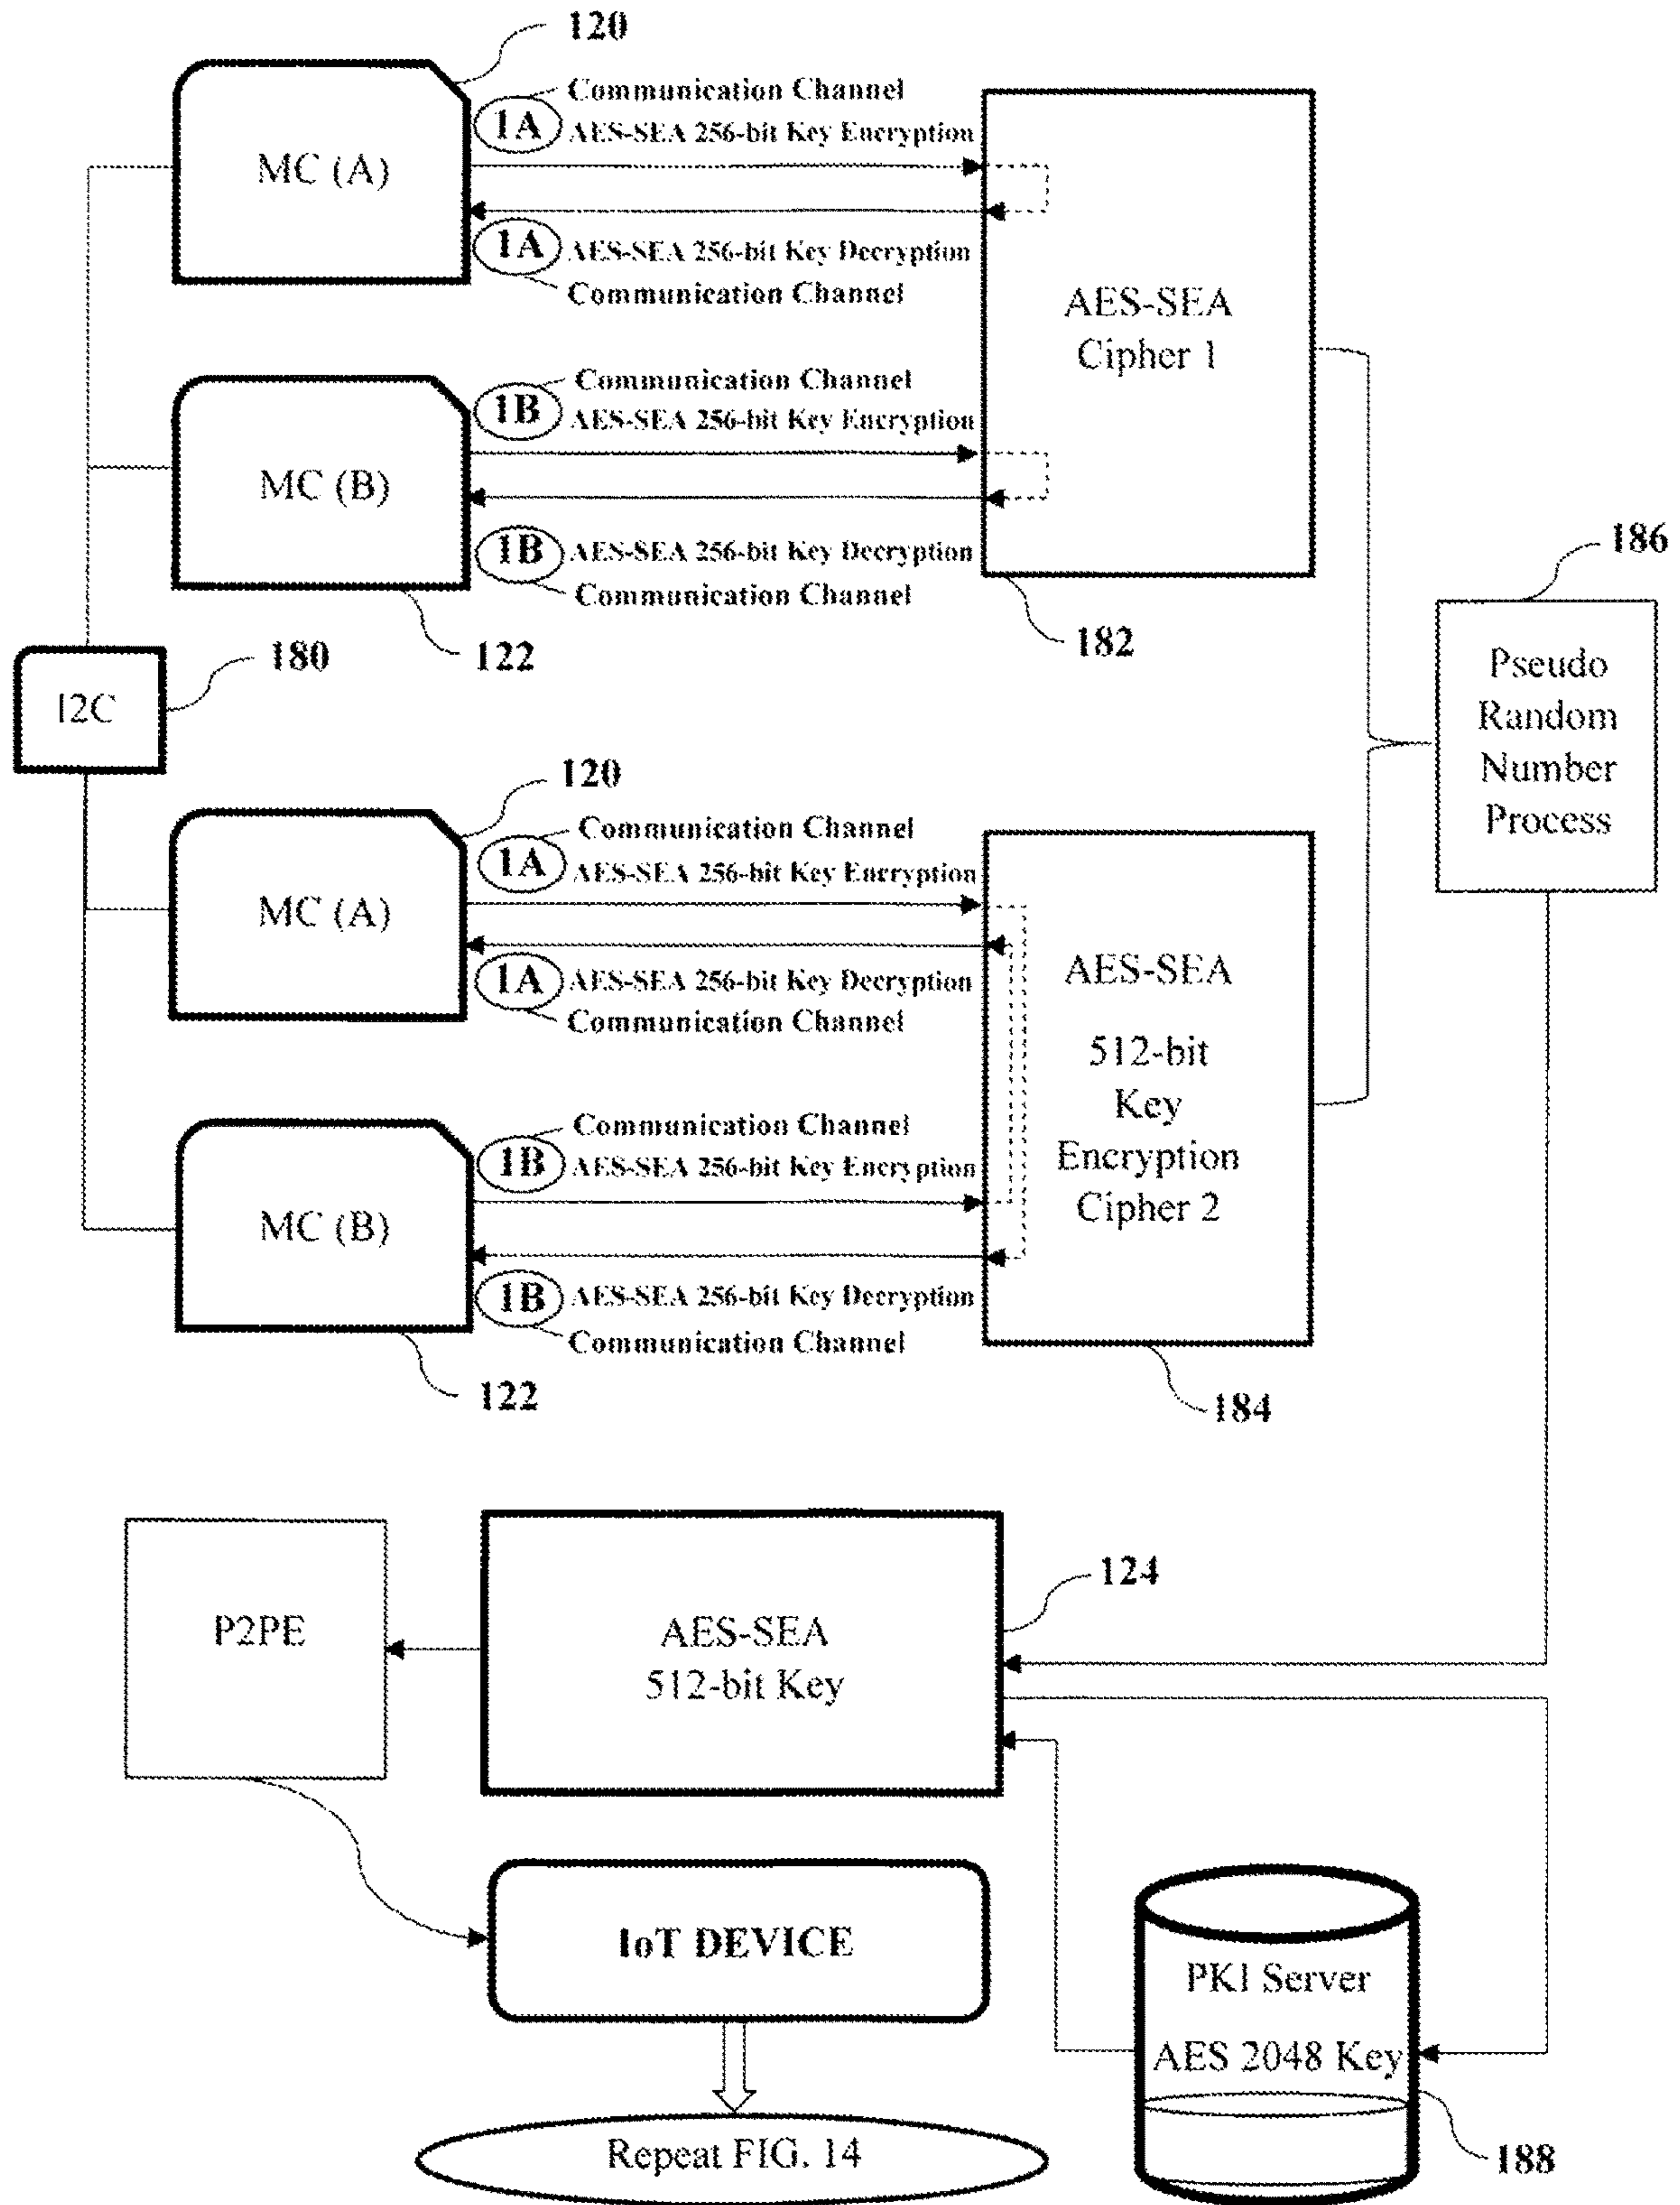 120
Communication Channel
1A
AES-SEA 256-bit Key Encryption
MC (A)
1A
AES-SEA 256-bit Key Decryption
Communication Channel
AES-SEA
Cipher 1
Communication Channel
1B
AES-SEA 256-bit Key Encryption
MC (B)
1B
AES-SEA 256-bit Key Decryption
Communication Channel
122
182
186
Pseudo
Random
Number
Process
180
I2C
120
Communication Channel
1A
AES-SEA 256-bit Key Encryption
MC (A)
1A
AES-SEA 256-bit Key Decryption
Communication Channel
AES-SEA
512-bit
Key
Encryption
Cipher 2
Communication Channel
1B
AES-SEA 256-bit Key Encryption
MC (B)
1B
AES-SEA 256-bit Key Decryption
Communication Channel
122
184
P2PE
AES-SEA
512-bit Key
124
IoT DEVICE
PKI Server
AES 2048 Key
188
Repeat FIG. 14